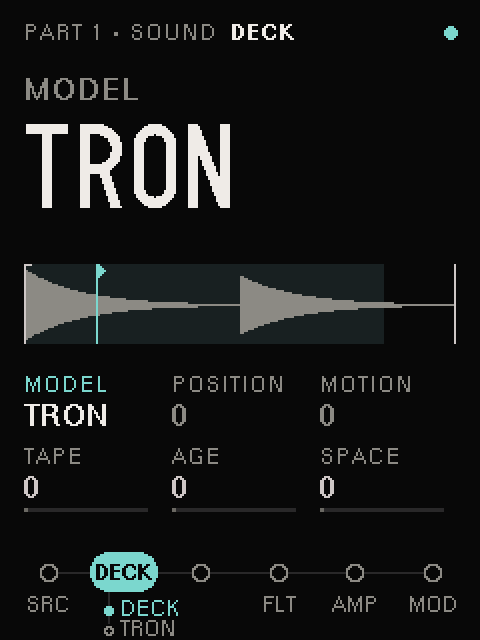 PART 1 · SOUND DECK
MODEL
TRON
MODEL POSITION MOTION
TRON 0 0
TAPE AGE SPACE
0 0 0
DECK
SRC DECK FLT AMP MOD
TRON